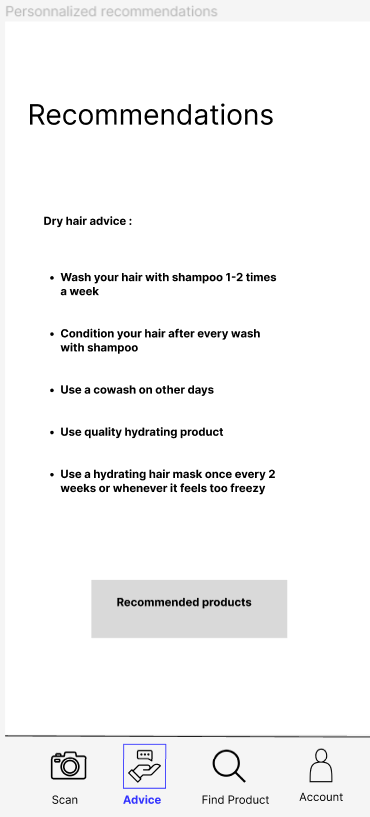 Personnalized recommendations
Recommendations
Dry hair advice :
• Wash your hair with shampoo 1-2 times
a week
• Condition your hair after every wash
with shampoo
• Use a cowash on other days
• Use quality hydrating product
• Use a hydrating hair mask once every 2
weeks or whenever it feels too freezy
Recommended products
Scan
Advice
Find Product
Account